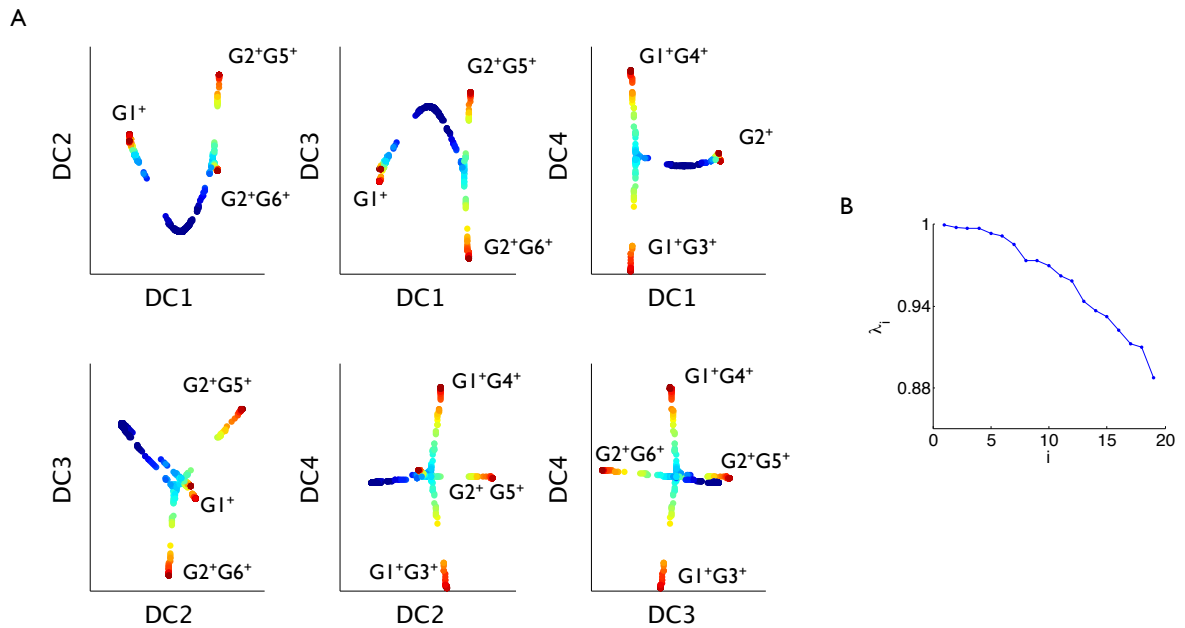 A
G2⁺G5⁺
G1⁺
G2⁺G6⁺
DC2
DC1
G2⁺G5⁺
G1⁺
G2⁺G6⁺
DC3
DC1
G1⁺G4⁺
G2⁺
G1⁺G3⁺
DC4
DC1
B
1
0.94
0.88
λᵢ
0 5 10 15 20
i
G2⁺G5⁺
G1⁺
G2⁺G6⁺
DC3
DC2
G1⁺G4⁺
G2⁺ G5⁺
G1⁺G3⁺
DC4
DC2
G1⁺G4⁺
G2⁺G6⁺
G2⁺G5⁺
G1⁺G3⁺
DC4
DC3